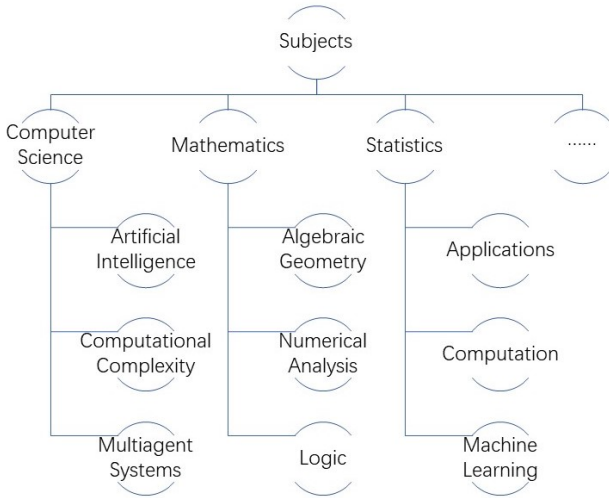 Subjects
Computer
Science
Mathematics
Statistics
......
Artificial
Intelligence
Algebraic
Geometry
Applications
Computational
Complexity
Numerical
Analysis
Computation
Multiagent
Systems
Logic
Machine
Learning